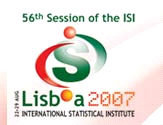 56th Session of the ISI
Lisboa 2007
22-29 AUG
INTERNATIONAL STATISTICAL INSTITUTE